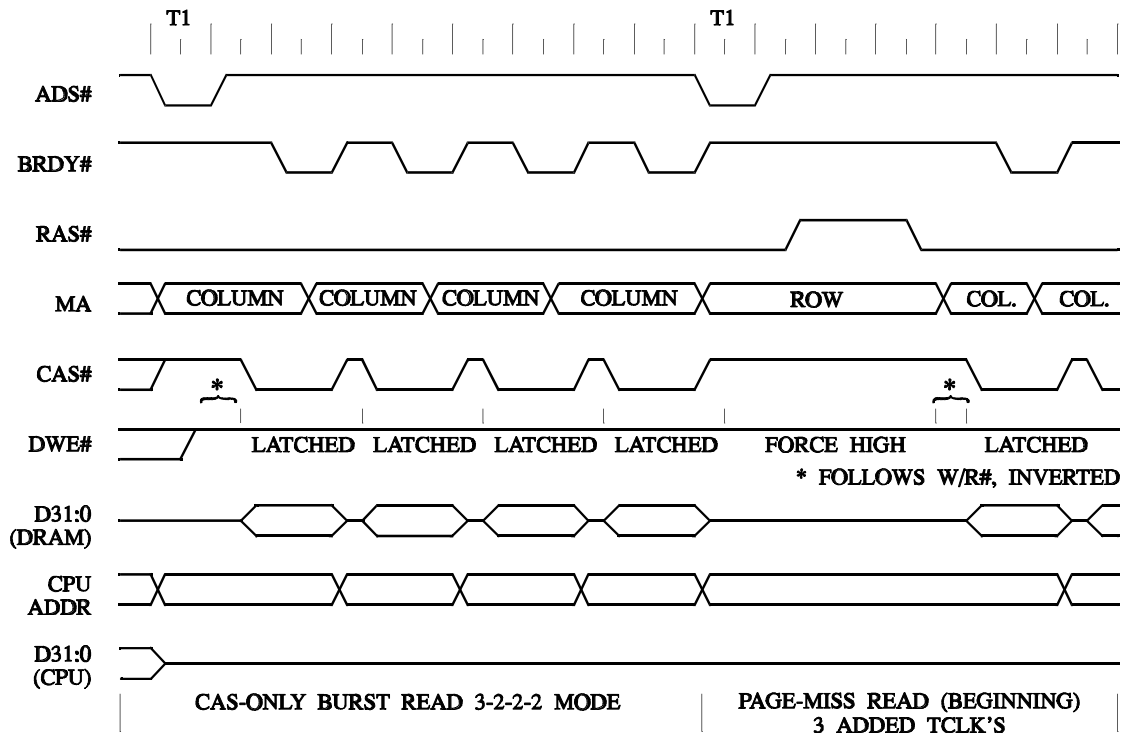 T1 T1
ADS#
BRDY#
RAS#
MA COLUMN COLUMN COLUMN COLUMN ROW COL. COL.
CAS#
* *
DWE# LATCHED LATCHED LATCHED LATCHED FORCE HIGH LATCHED
* FOLLOWS W/R#, INVERTED
D31:0
(DRAM)
CPU
ADDR
D31:0
(CPU)
CAS-ONLY BURST READ 3-2-2-2 MODE
PAGE-MISS READ (BEGINNING)
3 ADDED TCLK'S